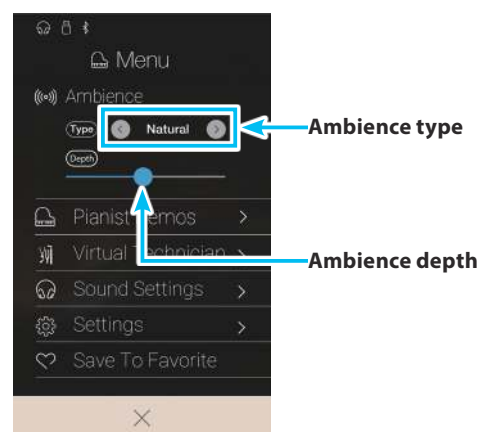 Menu
Ambience
Type Natural Ambience type
Depth
Pianist Demos
Virtual Technician
Ambience depth
Sound Settings
Settings
Save To Favorite